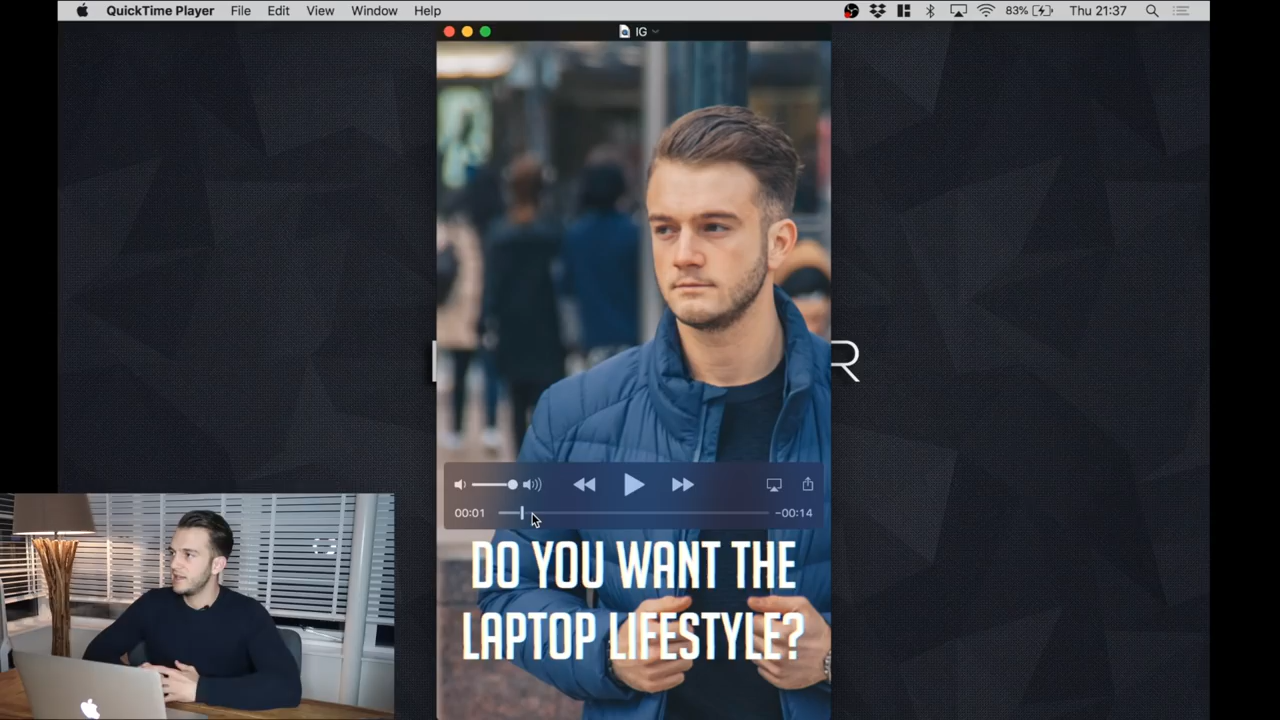 QuickTime Player File Edit View Window Help 83% Thu 21:37
IG
R
00:01 -00:14
DO YOU WANT THE
LAPTOP LIFESTYLE?